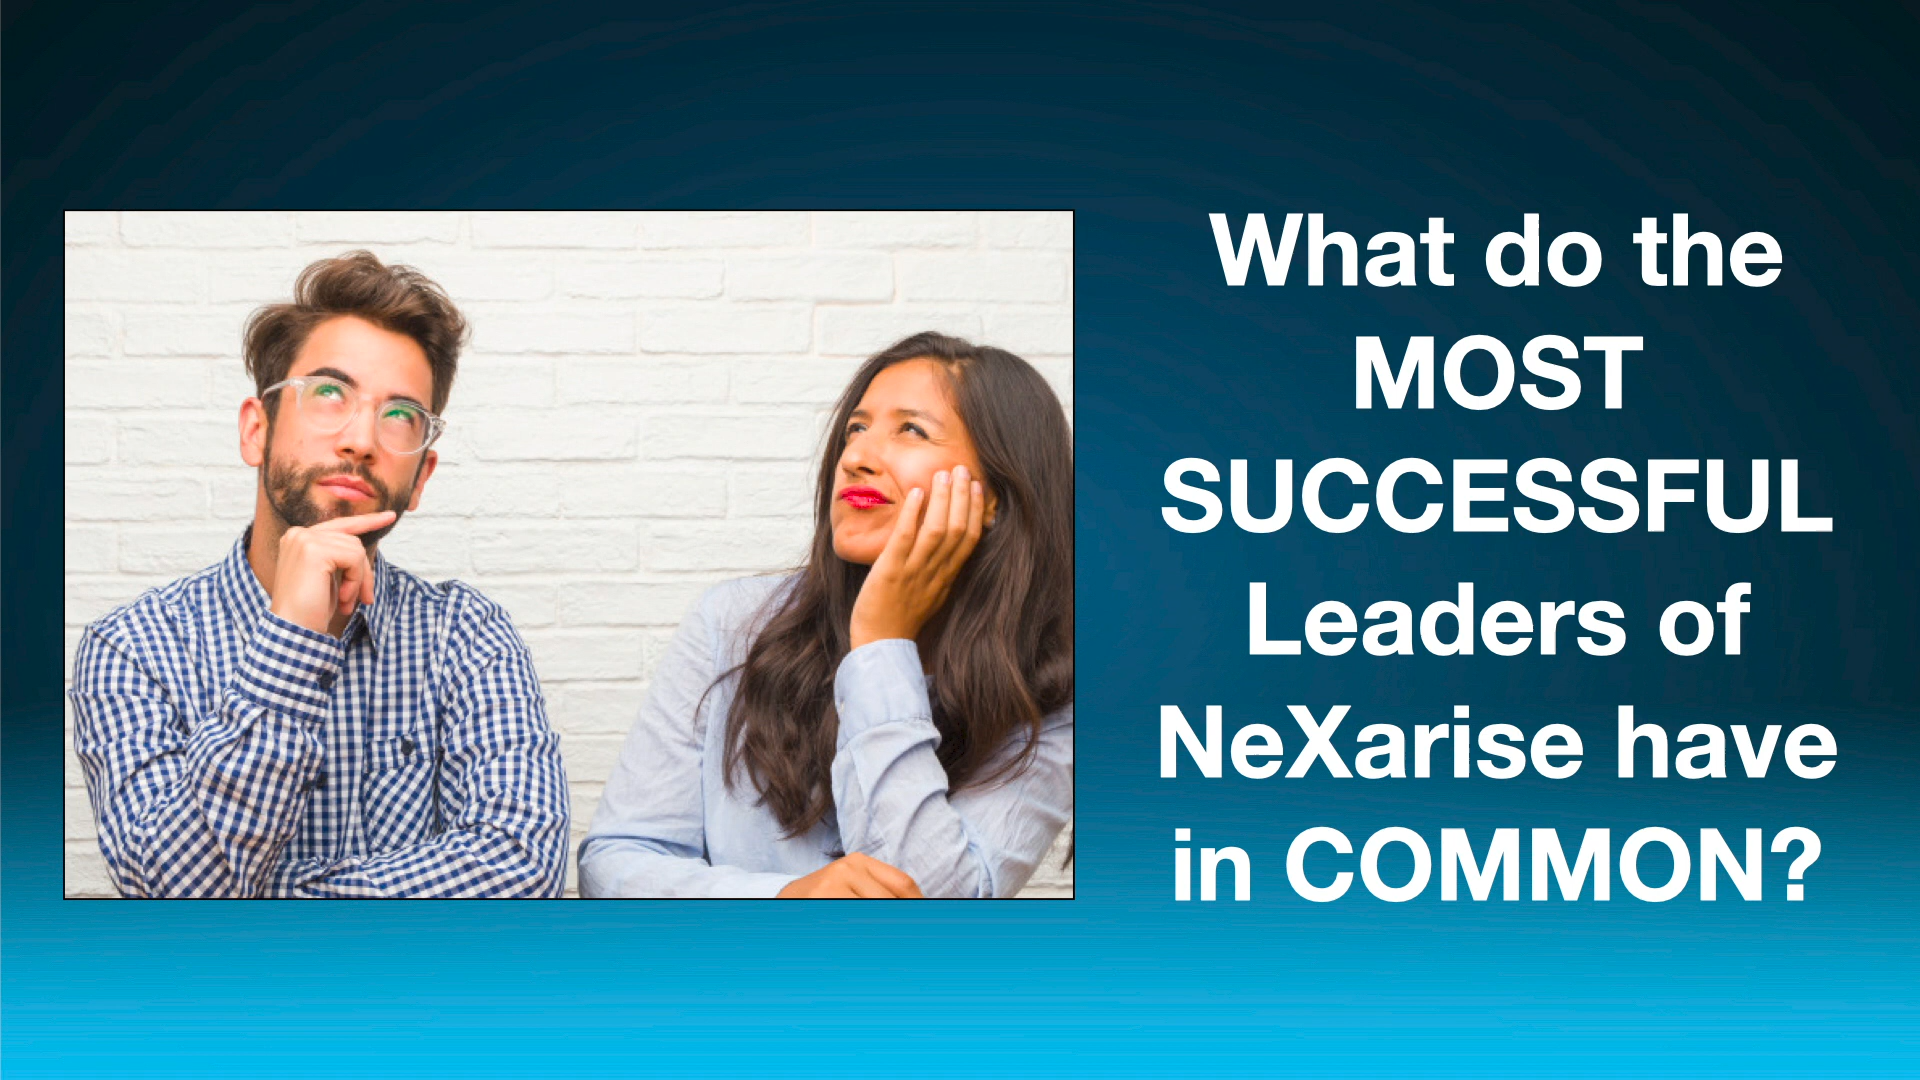 What do the
MOST
SUCCESSFUL
Leaders of
NeXarise have
in COMMON?